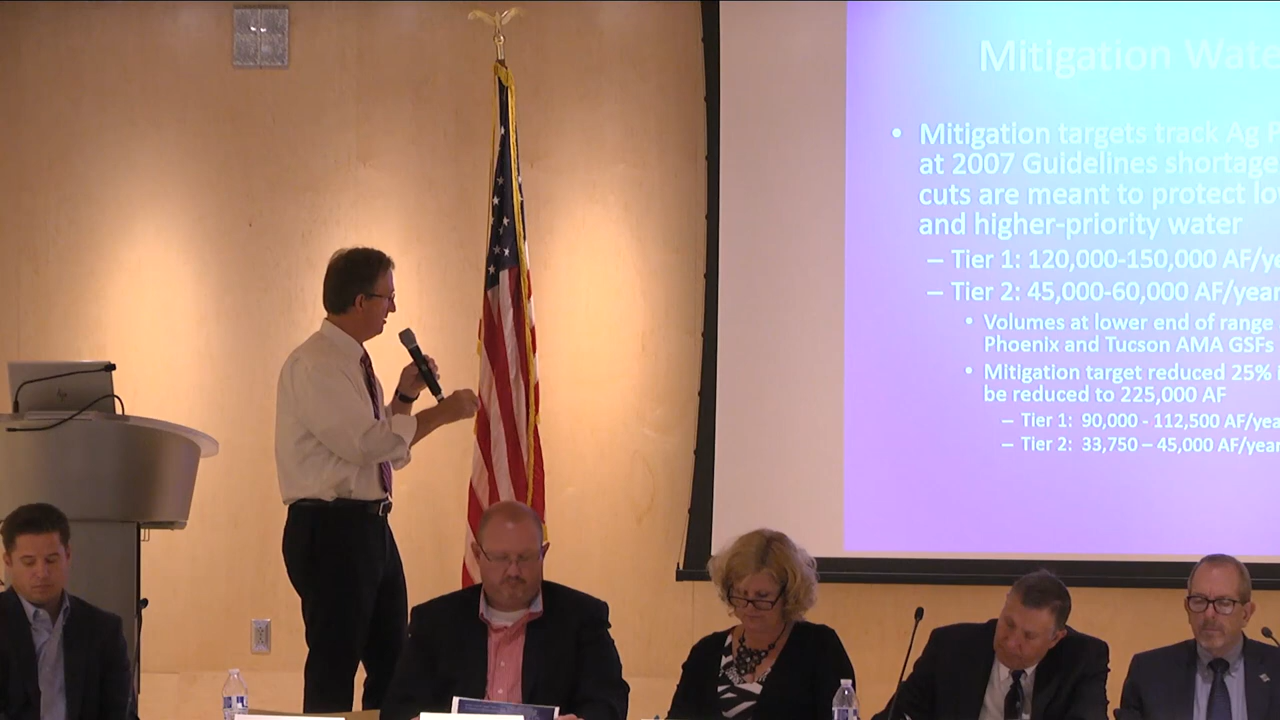 Mitigation Wate
• Mitigation targets track Ag
at 2007 Guidelines shortage
cuts are meant to protect lo
and higher-priority water
– Tier 1: 120,000-150,000 AF/ye
– Tier 2: 45,000-60,000 AF/year
• Volumes at lower end of range
Phoenix and Tucson AMA GSFs
• Mitigation target reduced 25% i
be reduced to 225,000 AF
– Tier 1: 90,000 - 112,500 AF/yea
– Tier 2: 33,750 – 45,000 AF/year